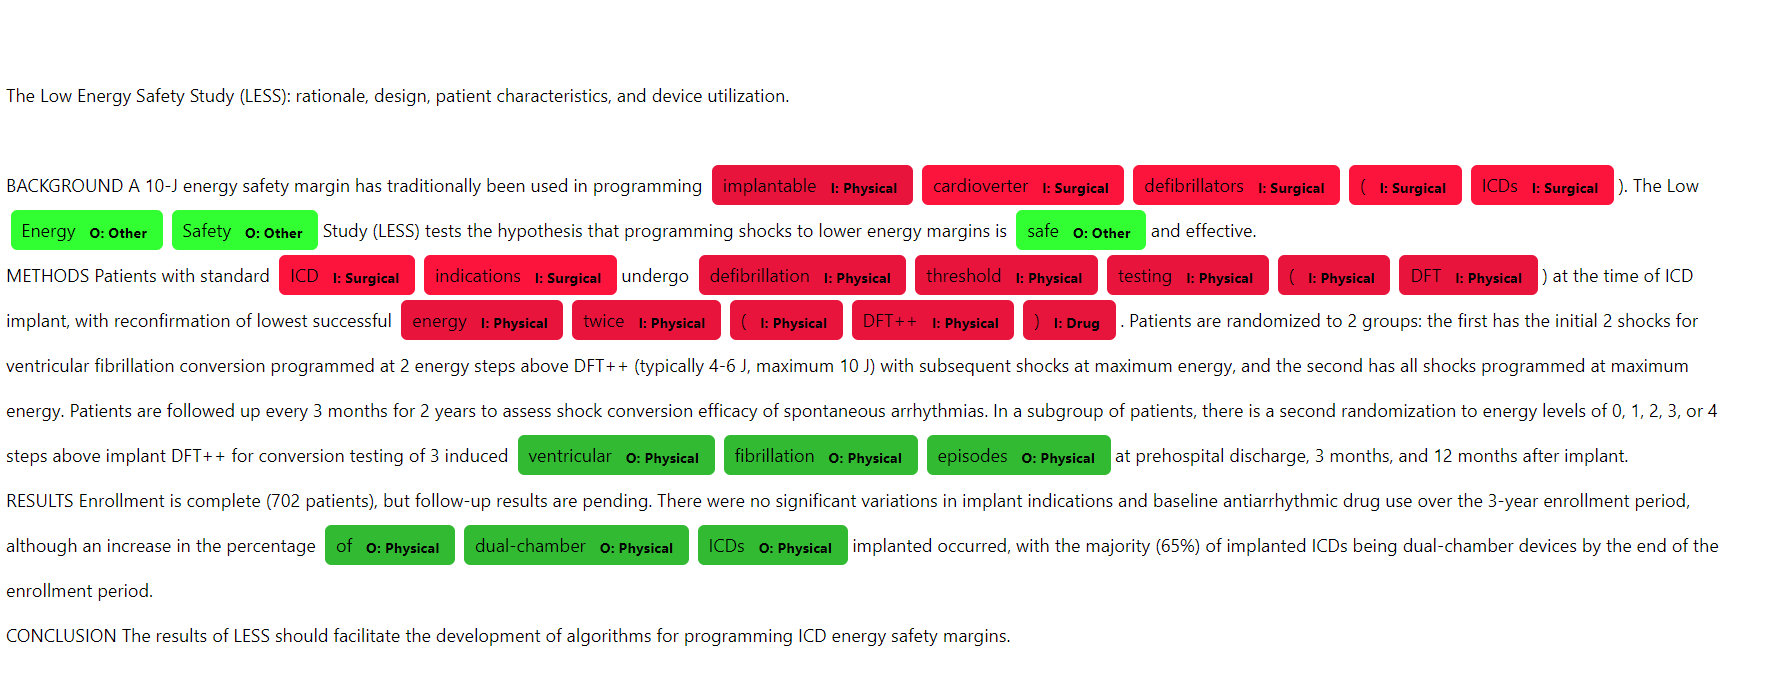 The Low Energy Safety Study (LESS): rationale, design, patient characteristics, and device utilization.
BACKGROUND A 10-J energy safety margin has traditionally been used in programming implantable I: Physical cardioverter I: Surgical defibrillators I: Surgical ( I: Surgical ICDs I: Surgical ). The Low
Energy O: Other Safety O: Other Study (LESS) tests the hypothesis that programming shocks to lower energy margins is safe O: Other and effective.
METHODS Patients with standard ICD I: Surgical indications I: Surgical undergo defibrillation I: Physical threshold I: Physical testing I: Physical ( I: Physical DFT I: Physical ) at the time of ICD
implant, with reconfirmation of lowest successful energy I: Physical twice I: Physical ( I: Physical DFT++ I: Physical ) I: Drug . Patients are randomized to 2 groups: the first has the initial 2 shocks for
ventricular fibrillation conversion programmed at 2 energy steps above DFT++ (typically 4-6 J, maximum 10 J) with subsequent shocks at maximum energy, and the second has all shocks programmed at maximum
energy. Patients are followed up every 3 months for 2 years to assess shock conversion efficacy of spontaneous arrhythmias. In a subgroup of patients, there is a second randomization to energy levels of 0, 1, 2, 3, or 4
steps above implant DFT++ for conversion testing of 3 induced ventricular O: Physical fibrillation O: Physical episodes O: Physical at prehospital discharge, 3 months, and 12 months after implant.
RESULTS Enrollment is complete (702 patients), but follow-up results are pending. There were no significant variations in implant indications and baseline antiarrhythmic drug use over the 3-year enrollment period,
although an increase in the percentage of O: Physical dual-chamber O: Physical ICDs O: Physical implanted occurred, with the majority (65%) of implanted ICDs being dual-chamber devices by the end of the
enrollment period.
CONCLUSION The results of LESS should facilitate the development of algorithms for programming ICD energy safety margins.